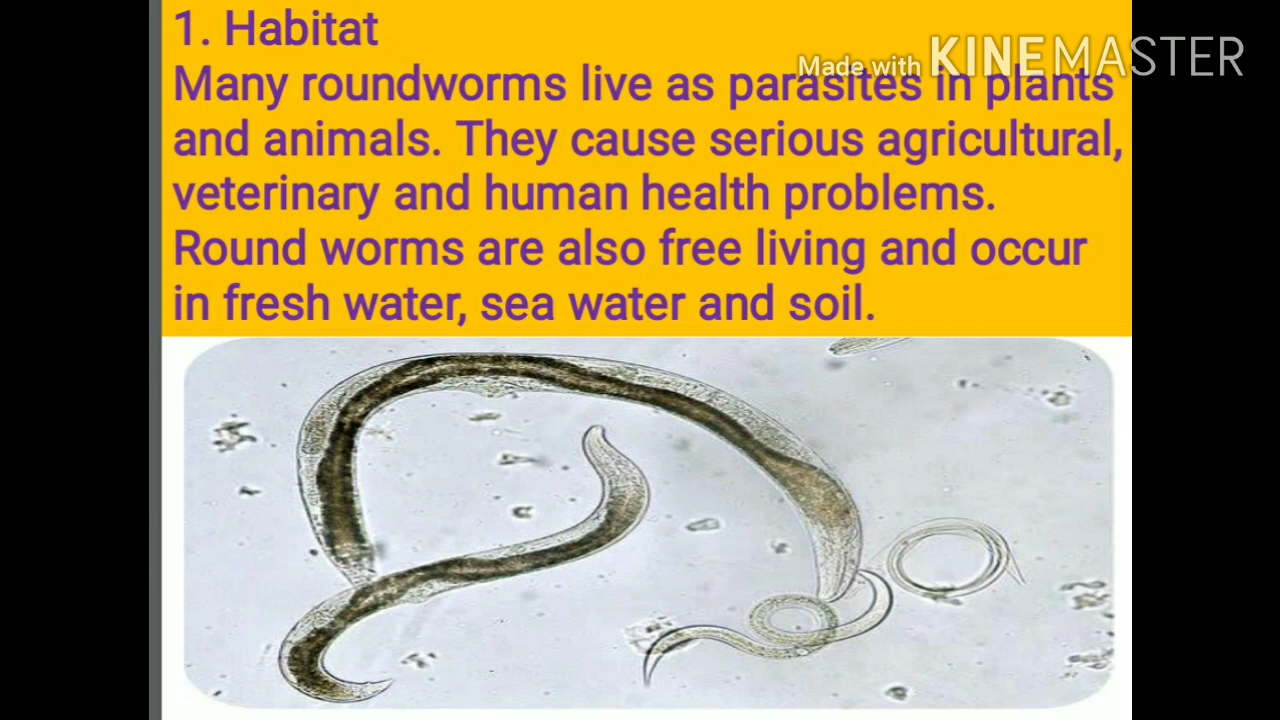 1. Habitat
Made with KINEMASTER
Many roundworms live as parasites in plants
and animals. They cause serious agricultural,
veterinary and human health problems.
Round worms are also free living and occur
in fresh water, sea water and soil.